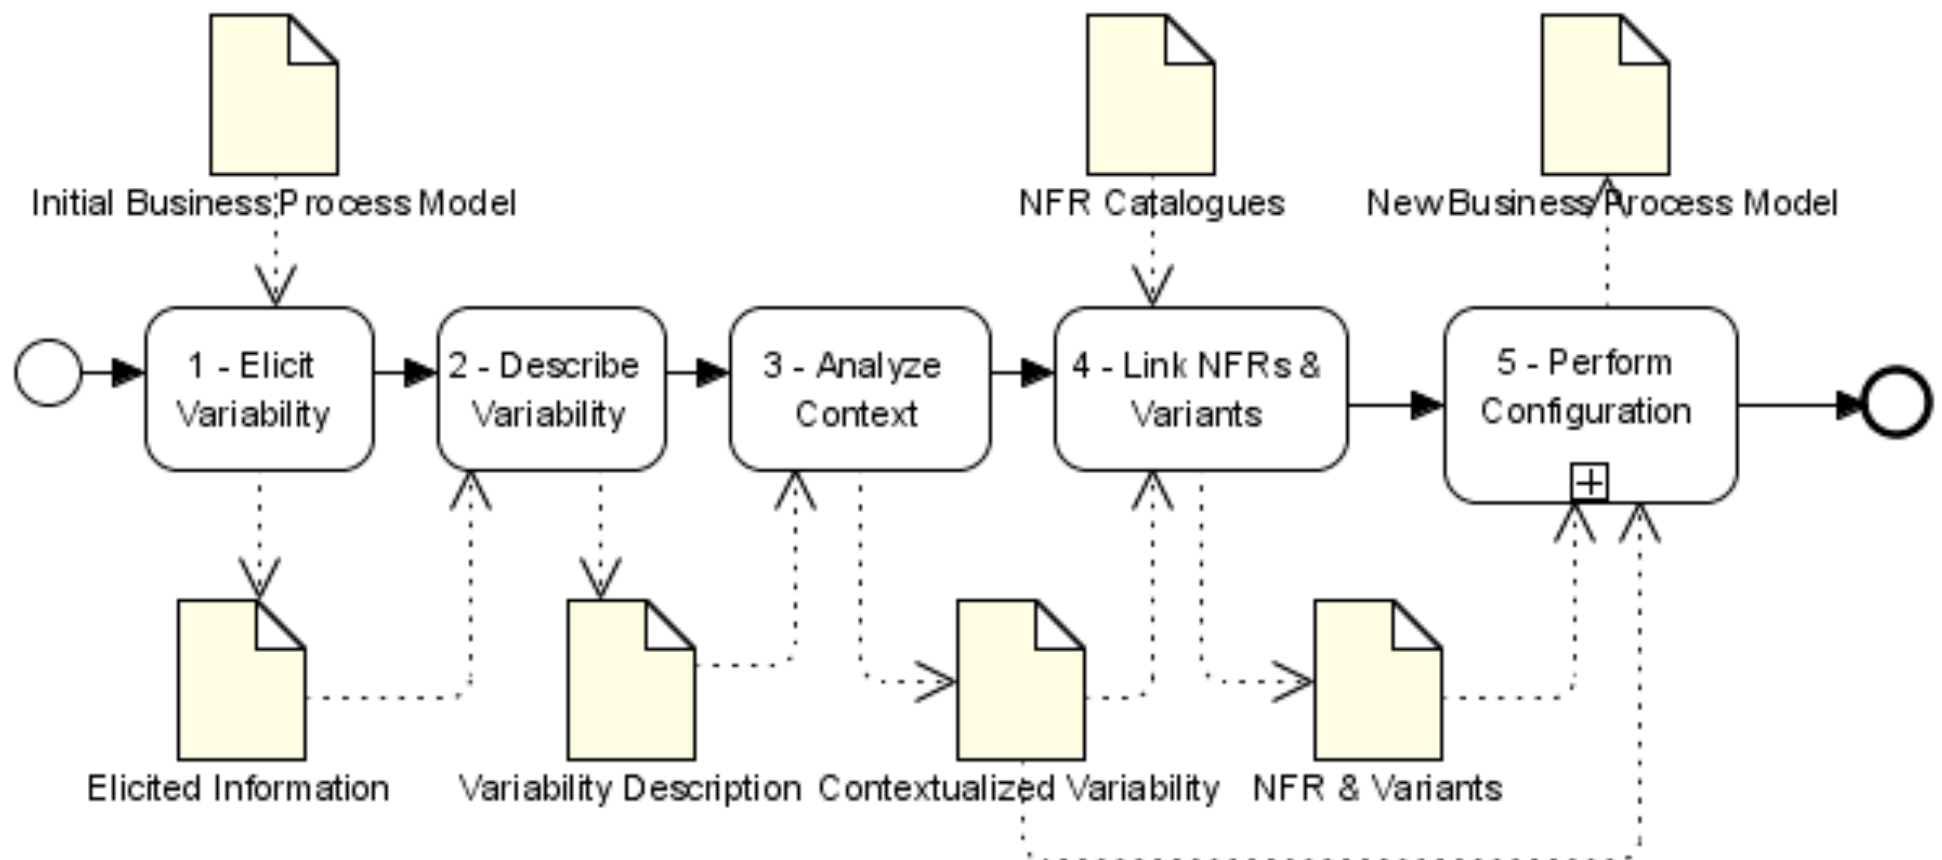 Initial Business Process Model
NFR Catalogues
New Business Process Model
1 - Elicit
Variability
2 - Describe
Variability
3 - Analyze
Context
4 - Link NFRs &
Variants
5 - Perform
Configuration
Elicited Information
Variability Description
Contextualized Variability
NFR & Variants